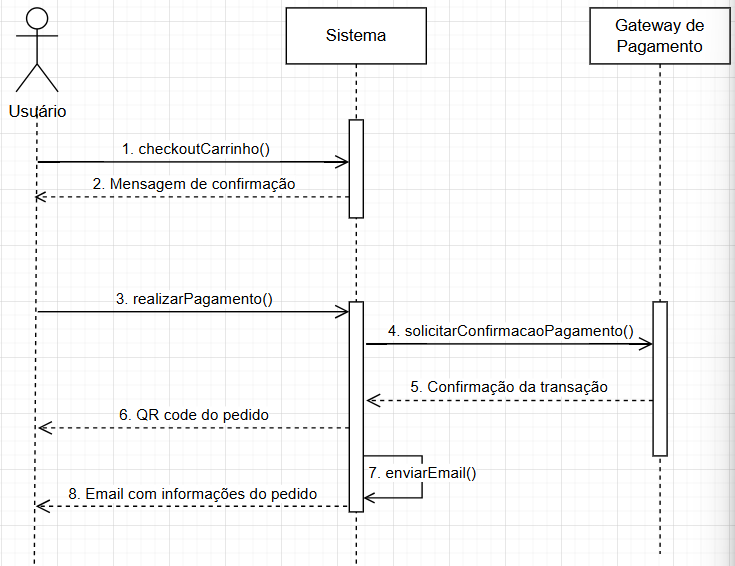 Sistema
Gateway de
Pagamento
Usuário
1. checkoutCarrinho()
2. Mensagem de confirmação
3. realizarPagamento()
4. solicitarConfirmacaoPagamento()
5. Confirmação da transação
6. QR code do pedido
7. enviarEmail()
8. Email com informações do pedido